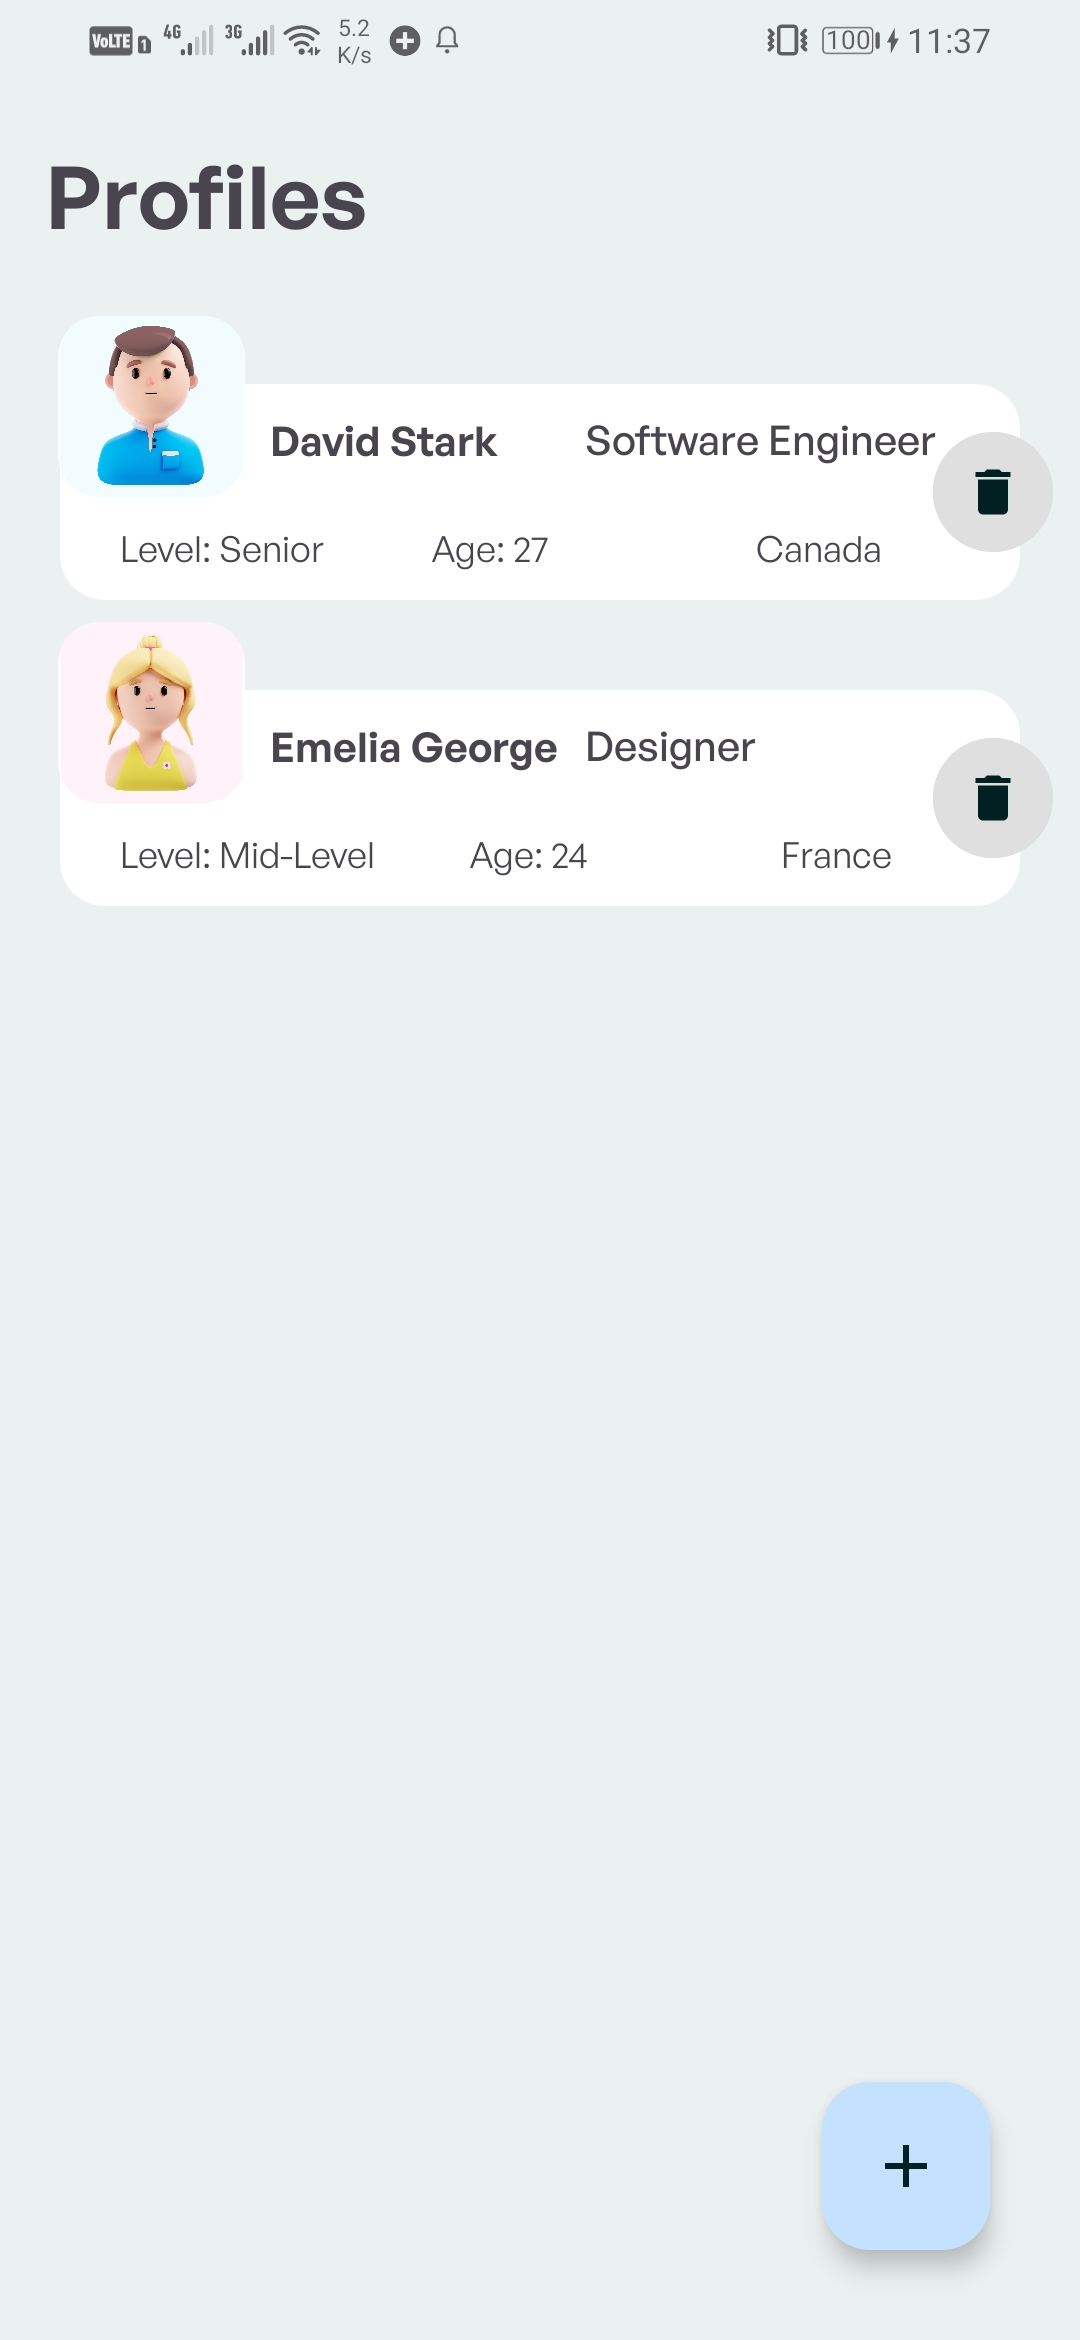 VoLTE 1 4G 3G 5.2 K/s 100 11:37
Profiles
David Stark Software Engineer
Level: Senior Age: 27 Canada
Emelia George Designer
Level: Mid-Level Age: 24 France